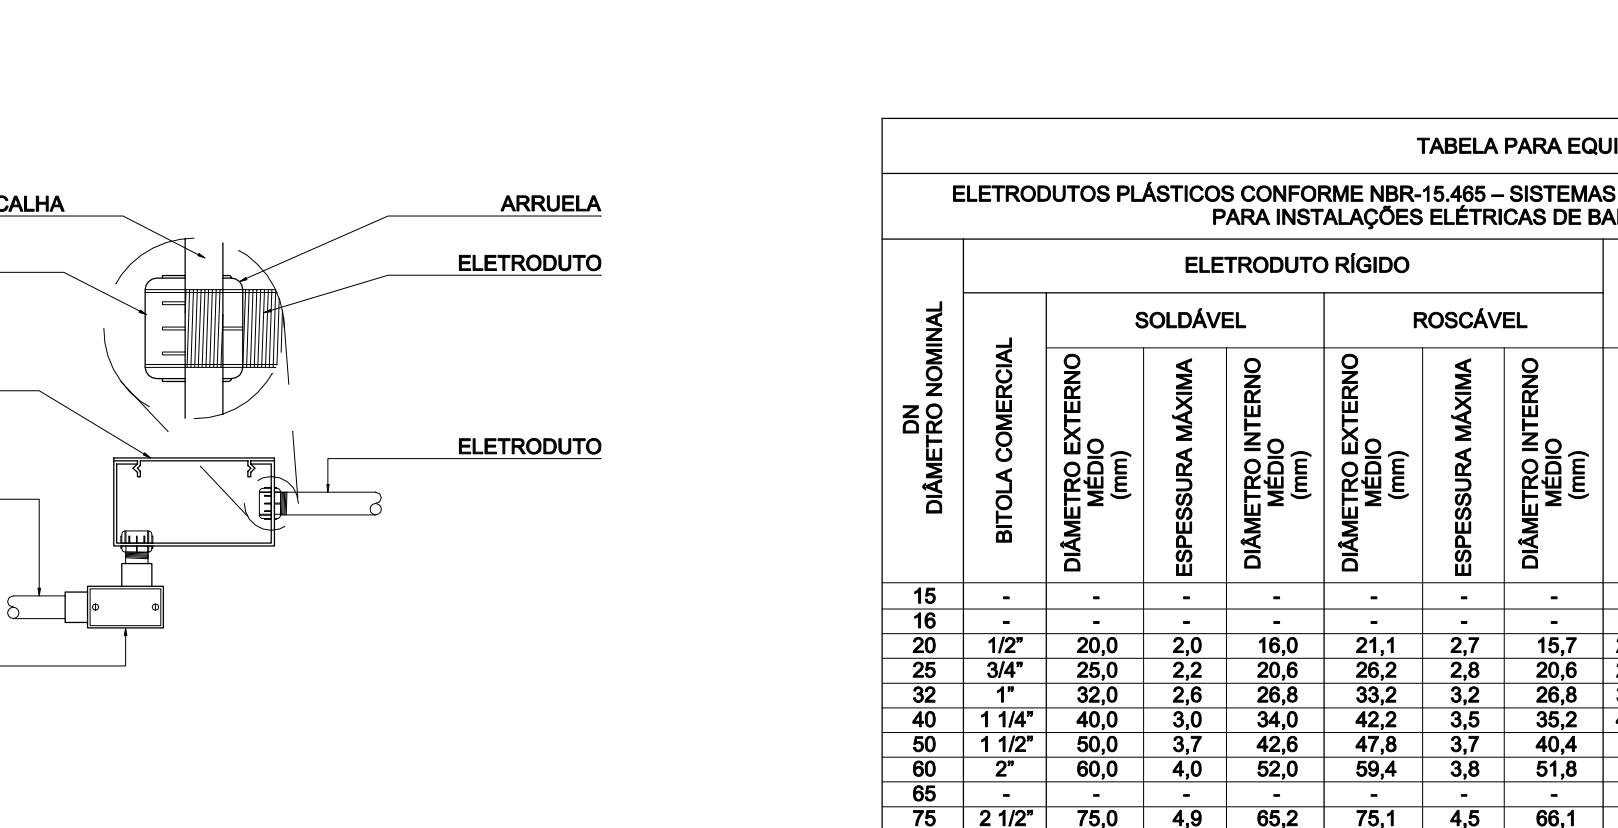 CALHA
ARRUELA
ELETRODUTO
ELETRODUTO
TABELA PARA EQUI
ELETRODUTOS PLÁSTICOS CONFORME NBR-15.465 – SISTEMAS
PARA INSTALAÇÕES ELÉTRICAS DE BAI
ELETRODUTO RÍGIDO
SOLDÁVEL ROSCÁVEL
DN
DIÂMETRO NOMINAL
BITOLA COMERCIAL
DIÂMETRO EXTERNO
MÉDIO
(mm)
ESPESSURA MÁXIMA
DIÂMETRO INTERNO
MÉDIO
(mm)
DIÂMETRO EXTERNO
MÉDIO
(mm)
ESPESSURA MÁXIMA
DIÂMETRO INTERNO
MÉDIO
(mm)
15 - - - - - - -
16 - - - - - - -
20 1/2” 20,0 2,0 16,0 21,1 2,7 15,7
25 3/4” 25,0 2,2 20,6 26,2 2,8 20,6
32 1” 32,0 2,6 26,8 33,2 3,2 26,8
40 1 1/4” 40,0 3,0 34,0 42,2 3,5 35,2
50 1 1/2” 50,0 3,7 42,6 47,8 3,7 40,4
60 2” 60,0 4,0 52,0 59,4 3,8 51,8
65 - - - - - - -
75 2 1/2” 75,0 4,9 65,2 75,1 4,5 66,1